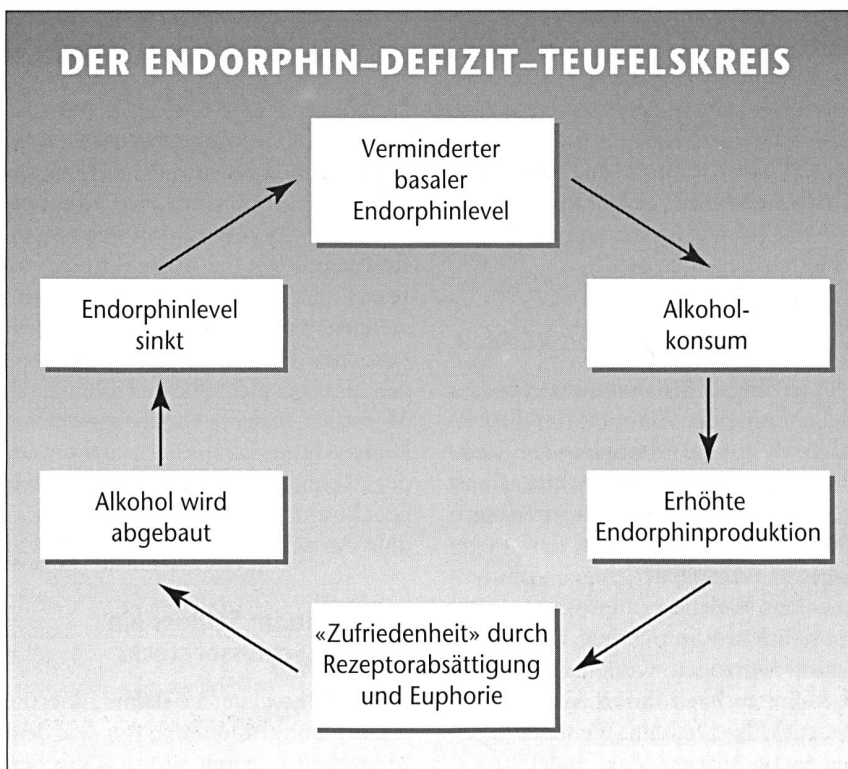 DER ENDORPHIN–DEFIZIT–TEUFELSKREIS
Verminderter
basaler
Endorphinlevel
Alkohol-
konsum
Erhöhte
Endorphinproduktion
«Zufriedenheit» durch
Rezeptorabsättigung
und Euphorie
Alkohol wird
abgebaut
Endorphinlevel
sinkt